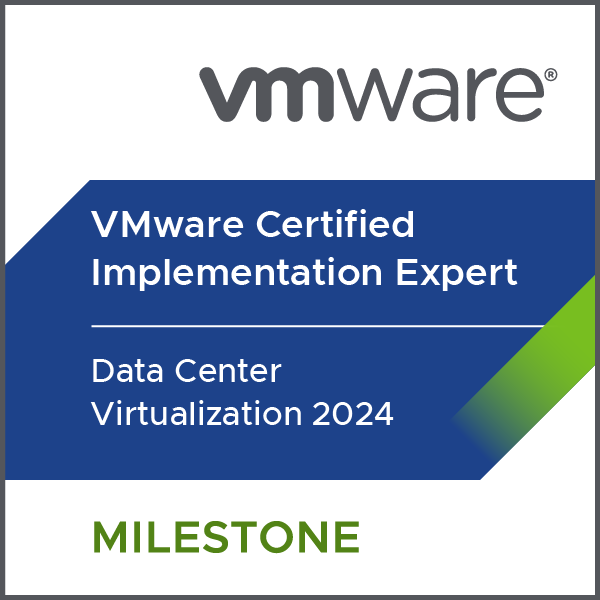 vmware®
VMware Certified
Implementation Expert
Data Center
Virtualization 2024
MILESTONE